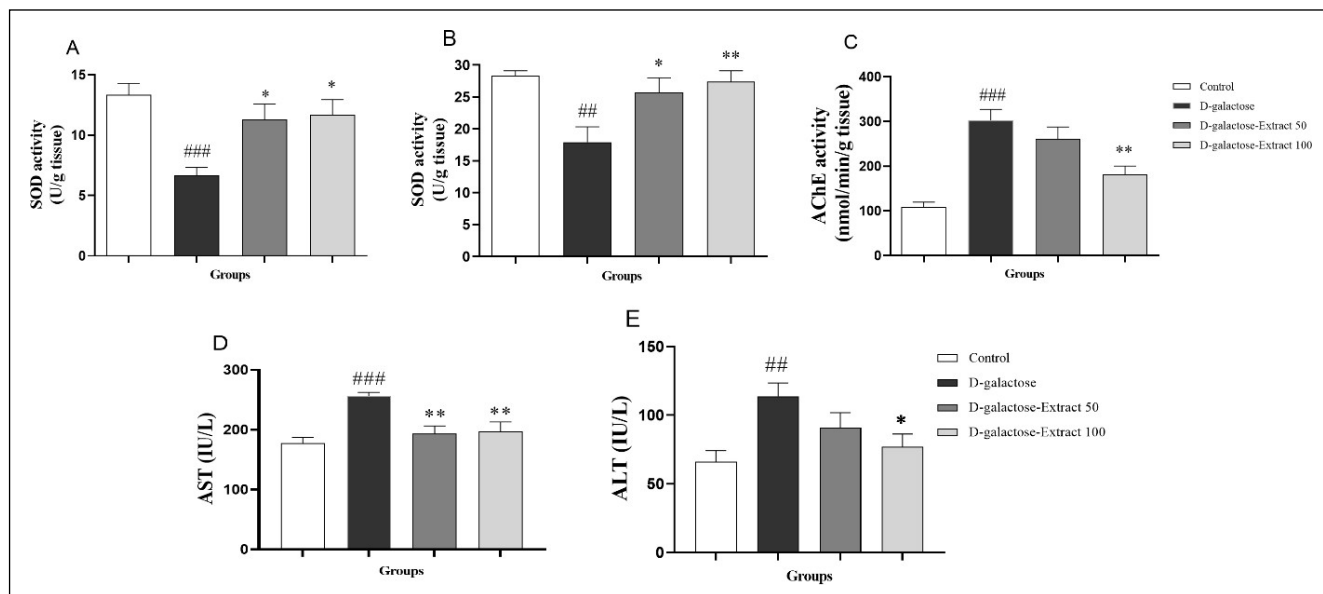 A
SOD activity
(U/g tissue)
15
10
5
0
###
*
*
Groups
B
SOD activity
(U/g tissue)
30
25
20
15
10
5
0
##
*
**
Groups
C
AChE activity
(nmol/min/g tissue)
400
300
200
100
0
###
**
Groups
Control
D-galactose
D-galactose-Extract 50
D-galactose-Extract 100
D
AST (IU/L)
300
200
100
0
###
**
**
Groups
E
ALT (IU/L)
150
100
50
0
##
*
Groups
Control
D-galactose
D-galactose-Extract 50
D-galactose-Extract 100